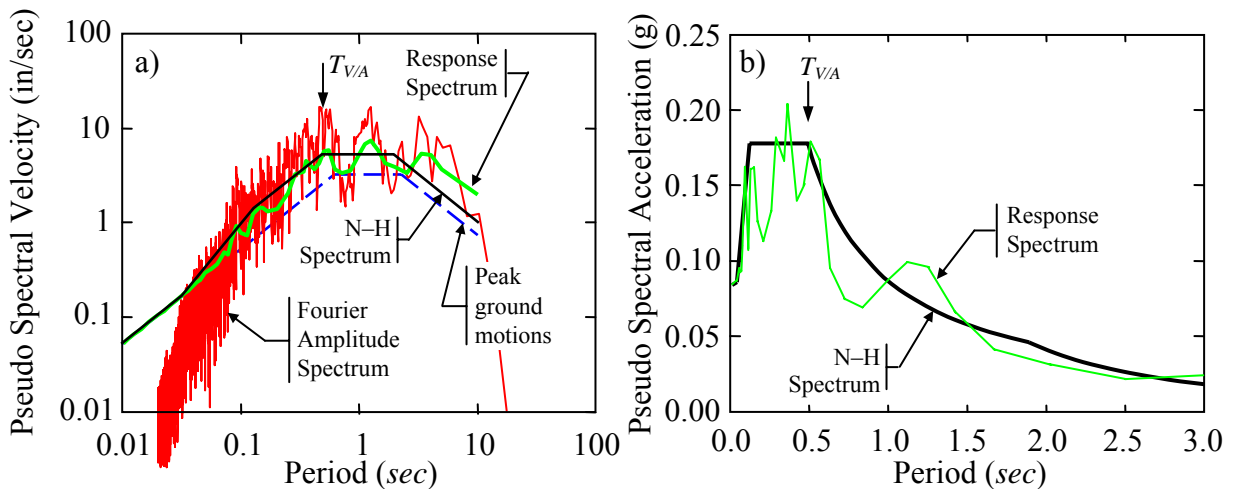 Pseudo Spectral Velocity (in/sec)
100
10
1
0.1
0.01
a)
T_{V/A}
Response
Spectrum
N–H
Spectrum
Peak
ground
motions
Fourier
Amplitude
Spectrum
0.01
0.1
1
10
100
Period (sec)
Pseudo Spectral Acceleration (g)
0.25
0.20
0.15
0.10
0.05
0.00
b)
T_{V/A}
Response
Spectrum
N–H
Spectrum
0.0
0.5
1.0
1.5
2.0
2.5
3.0
Period (sec)